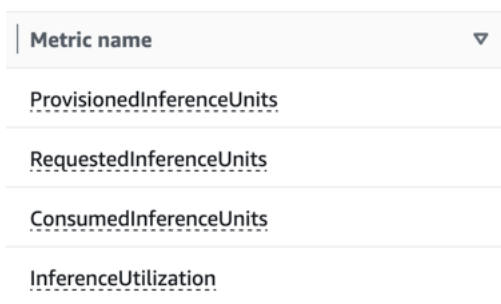 Metric name
ProvisionedInferenceUnits
RequestedInferenceUnits
ConsumedInferenceUnits
InferenceUtilization